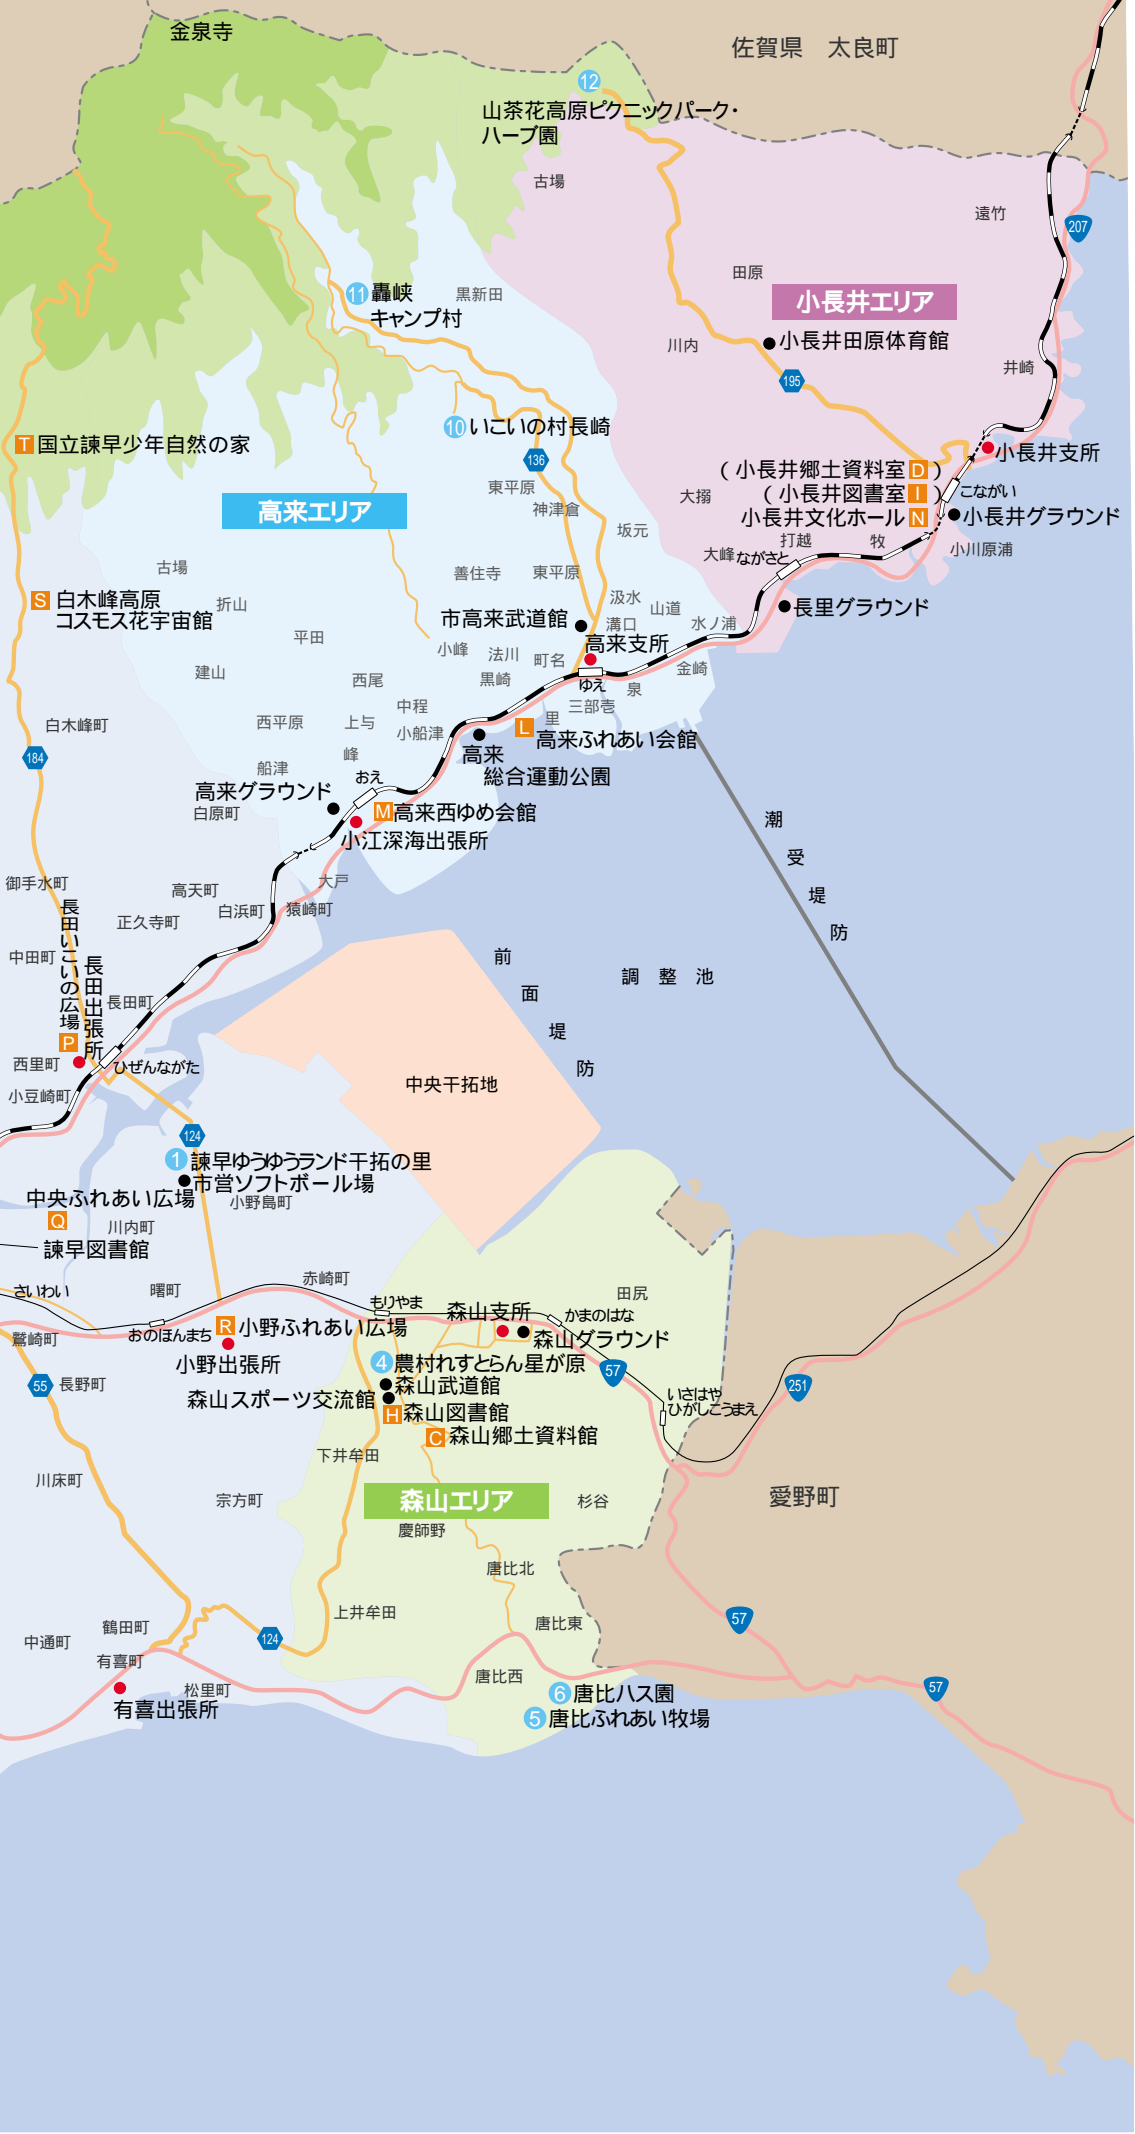 金泉寺
佐賀県　太良町
12
山茶花高原ピクニックパーク・
ハーブ園
古場
遠竹
207
田原
小長井エリア
11
轟峡
キャンプ村
黒新田
小長井田原体育館
川内
井崎
195
10
いこいの村長崎
T
国立諫早少年自然の家
136
小長井支所
(小長井郷土資料室 D )
(小長井図書室 I )
小長井文化ホール N
こながい
小長井グラウンド
東平原
神津倉
大搦
高来エリア
坂元
打越
牧
小川原浦
大峰
ながさと
古場
善住寺
東平原
S
白木峰高原
コスモス花宇宙館
折山
汲水
山道
長里グラウンド
市高来武道館
溝口
水ノ浦
平田
高来支所
小峰
法川
町名
建山
西尾
黒崎
ゆえ
泉
金崎
中程
三部壱
白木峰町
西平原
上与
小船津
里
L
高来ふれあい会館
峰
高来
総合運動公園
184
船津
おえ
高来グラウンド
白原町
M
高来西ゆめ会館
小江深海出張所
潮受堤防
大戸
御手水町
高天町
白浜町
猿崎町
正久寺町
長田いこいの広場
P
中田町
長田出張所
前面堤防
調整池
長田町
西里町
ひぜんながた
中央干拓地
小豆崎町
124
1
諫早ゆうゆうランド干拓の里
市営ソフトボール場
中央ふれあい広場
Q
小野島町
川内町
諫早図書館
さいわい
曙町
赤崎町
もりやま
田尻
森山支所
かまのはな
鷲崎町
おのほんまち
R
小野ふれあい広場
森山グラウンド
小野出張所
4
農村れすとらん星が原
57
55
長野町
森山武道館
251
森山スポーツ交流館
いさはや
ひがしこうまえ
H
森山図書館
C
森山郷土資料館
下井牟田
川床町
森山エリア
愛野町
宗方町
杉谷
慶師野
唐比北
上井牟田
唐比東
57
鶴田町
中通町
124
有喜町
唐比西
松里町
57
6
唐比ハス園
有喜出張所
5
唐比ふれあい牧場